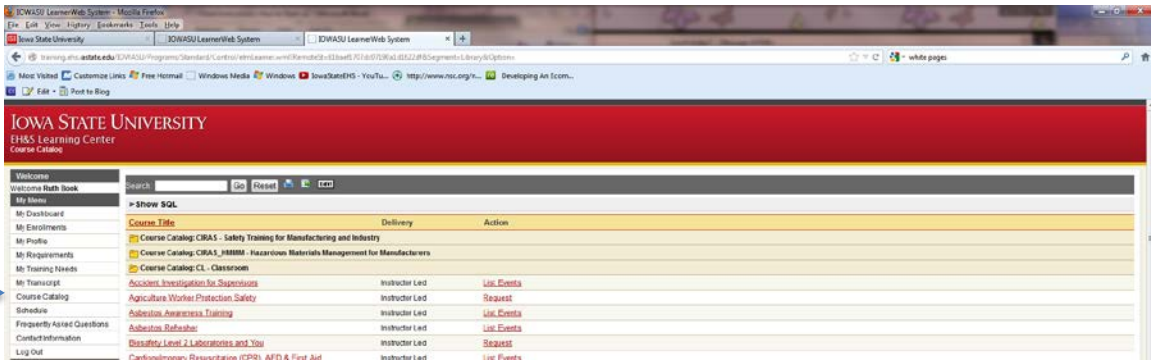 IOWASU LearnerWeb System - Mozilla Firefox
File Edit View History Bookmarks Tools Help
Iowa State University IOWASU LearnerWeb System IOWASU LearnerWeb System × +
white pages
Most Visited Customize Links Free Hotmail Windows Media Windows IowaStateEHS - YouTu... http://www.nsc.org/n... Developing An Ecom...
Edit Post to Blog
IOWA STATE UNIVERSITY
EH&S Learning Center
Course Catalog
Welcome
Welcome Ruth Book
Search: Go Reset
My Menu
> Show SQL
My Dashboard
Course Title Delivery Action
My Enrollments
Course Catalog: CIRAS - Safety Training for Manufacturing and Industry
My Profile
Course Catalog: CIRAS_HMMM - Hazardous Materials Management for Manufacturers
My Requirements
Course Catalog: CL - Classroom
My Training Needs
My Transcript
Accident Investigation for Supervisors Instructor Led List Events
Course Catalog
Agriculture Worker Protection Safety Instructor Led Request
Schedule
Asbestos Awareness Training Instructor Led List Events
Frequently Asked Questions
Asbestos Refresher Instructor Led List Events
Contact Information
Biosafety Level 2 Laboratories and You Instructor Led Request
Log Out
Cardiopulmonary Resuscitation (CPR), AED & First Aid Instructor Led List Events